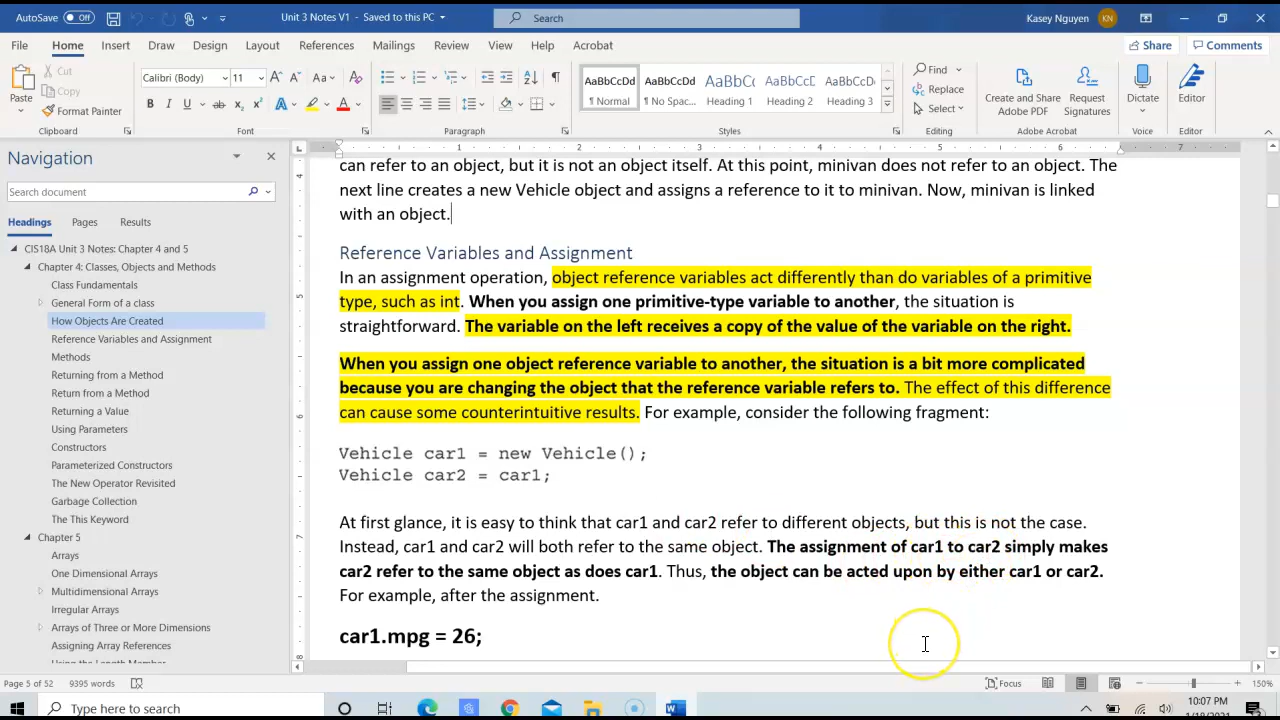 AutoSave Off Unit 3 Notes V1 - Saved to this PC Search Kasey Nguyen KN
File Home Insert Draw Design Layout References Mailings Review View Help Acrobat Share Comments
Paste Cut Copy Format Painter
Calibri (Body) 11
AaBbCcDd AaBbCcDd AaBbCc AaBbCcD AaBbCcD
Normal No Spac... Heading 1 Heading 2 Heading 3
Find Replace Select
Create and Share Adobe PDF Request Signatures Dictate Editor
Clipboard Font Paragraph Styles Editing Adobe Acrobat Voice Editor
Navigation
Search document
Headings Pages Results
CIS18A Unit 3 Notes: Chapter 4 and 5
Chapter 4: Classes, Objects and Methods
Class Fundamentals
General Form of a class
How Objects Are Created
Reference Variables and Assignment
Methods
Returning from a Method
Return from a Method
Returning a Value
Using Parameters
Constructors
Parameterized Constructors
The New Operator Revisited
Garbage Collection
The This Keyword
Chapter 5
Arrays
One Dimensional Arrays
Multidimensional Arrays
Irregular Arrays
Arrays of Three or More Dimensions
Assigning Array References
Using the Length Member
can refer to an object, but it is not an object itself. At this point, minivan does not refer to an object. The
next line creates a new Vehicle object and assigns a reference to it to minivan. Now, minivan is linked
with an object.
Reference Variables and Assignment
In an assignment operation, object reference variables act differently than do variables of a primitive
type, such as int. When you assign one primitive-type variable to another, the situation is
straightforward. The variable on the left receives a copy of the value of the variable on the right.
When you assign one object reference variable to another, the situation is a bit more complicated
because you are changing the object that the reference variable refers to. The effect of this difference
can cause some counterintuitive results. For example, consider the following fragment:
Vehicle car1 = new Vehicle();
Vehicle car2 = car1;
At first glance, it is easy to think that car1 and car2 refer to different objects, but this is not the case.
Instead, car1 and car2 will both refer to the same object. The assignment of car1 to car2 simply makes
car2 refer to the same object as does car1. Thus, the object can be acted upon by either car1 or car2.
For example, after the assignment.
car1.mpg = 26;
Page 5 of 52 9395 words Focus 150%
Type here to search 10:07 PM